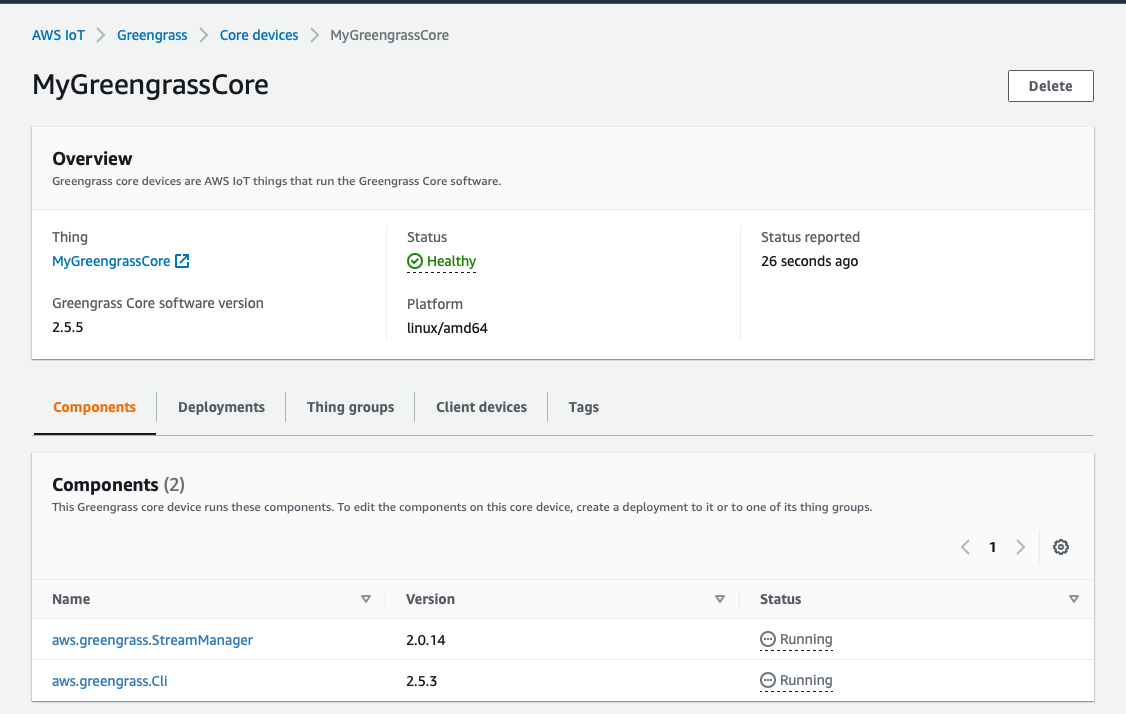 AWS IoT Greengrass Core devices MyGreengrassCore
MyGreengrassCore
Delete
Overview
Greengrass core devices are AWS IoT things that run the Greengrass Core software.
Thing
MyGreengrassCore
Status
Healthy
Status reported
26 seconds ago
Greengrass Core software version
2.5.5
Platform
linux/amd64
Components Deployments Thing groups Client devices Tags
Components (2)
This Greengrass core device runs these components. To edit the components on this core device, create a deployment to it or to one of its thing groups.
1
Name Version Status
aws.greengrass.StreamManager 2.0.14 Running
aws.greengrass.Cli 2.5.3 Running